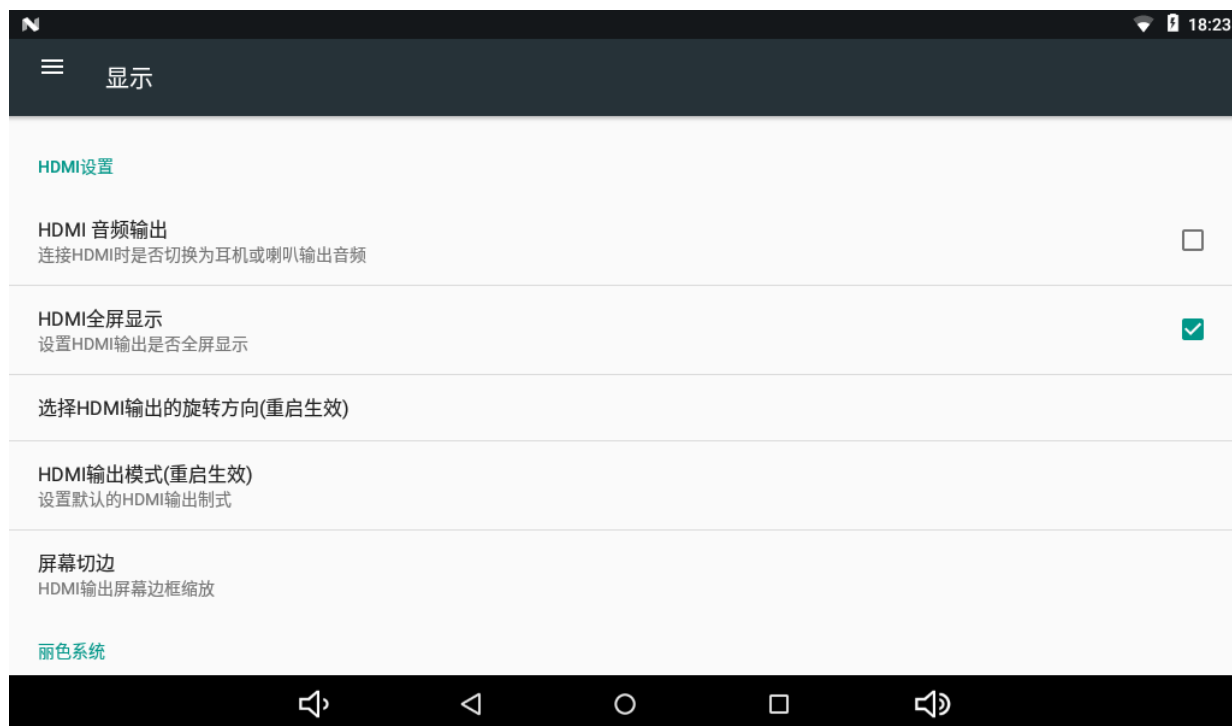 18:23
显示
HDMI设置
HDMI 音频输出
连接HDMI时是否切换为耳机或喇叭输出音频
HDMI全屏显示
设置HDMI输出是否全屏显示
选择HDMI输出的旋转方向(重启生效)
HDMI输出模式(重启生效)
设置默认的HDMI输出制式
屏幕切边
HDMI输出屏幕边框缩放
丽色系统